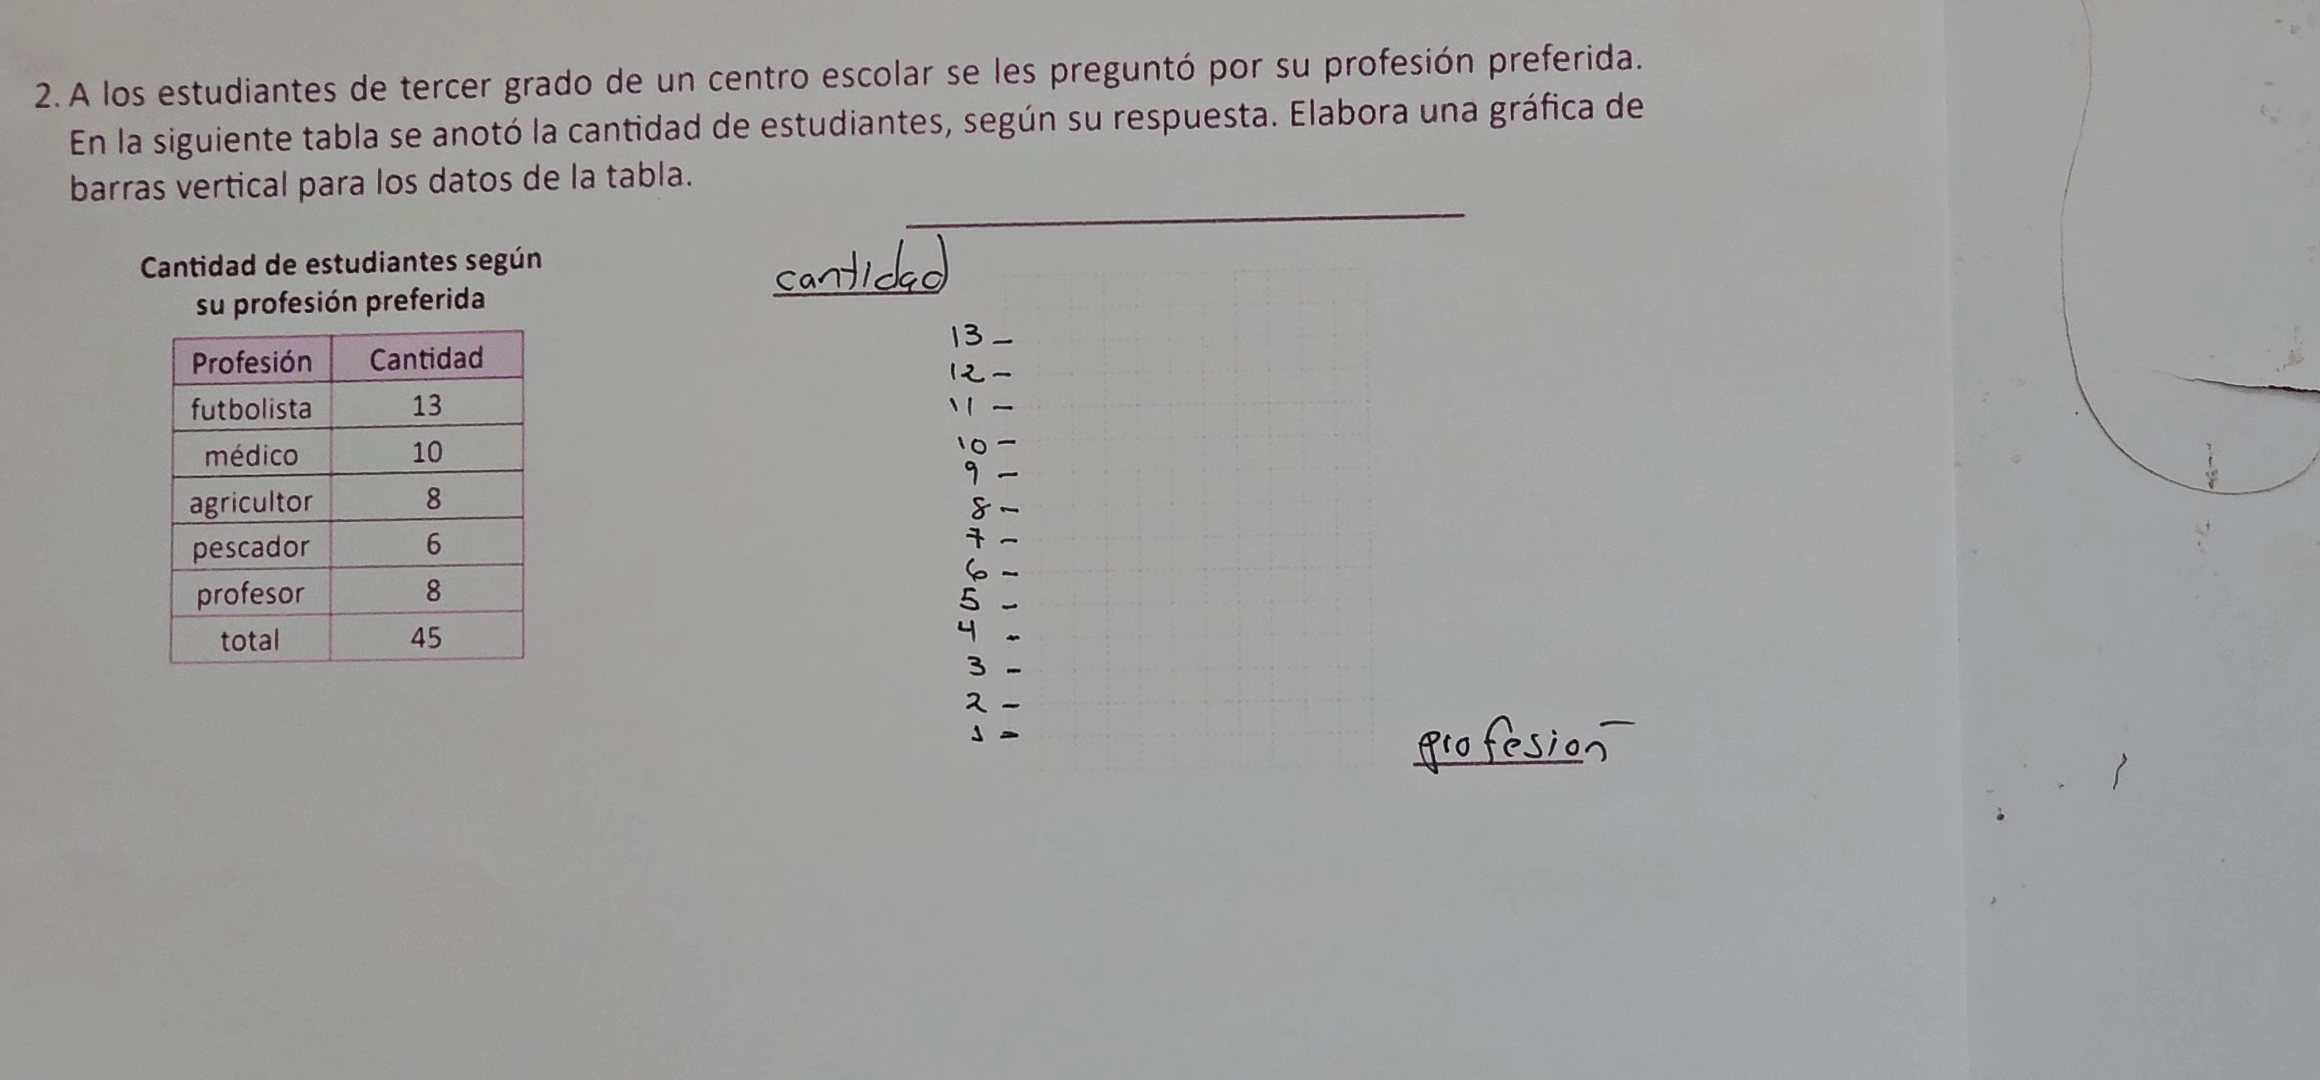 2. A los estudiantes de tercer grado de un centro escolar se les preguntó por su profesión preferida.
En la siguiente tabla se anotó la cantidad de estudiantes, según su respuesta. Elabora una gráfica de
barras vertical para los datos de la tabla.
Cantidad de estudiantes según
su profesión preferida
Profesión Cantidad
futbolista 13
médico 10
agricultor 8
pescador 6
profesor 8
total 45
cantidad
13
12
11
10
9
8
7
6
5
4
3
2
1
profesion